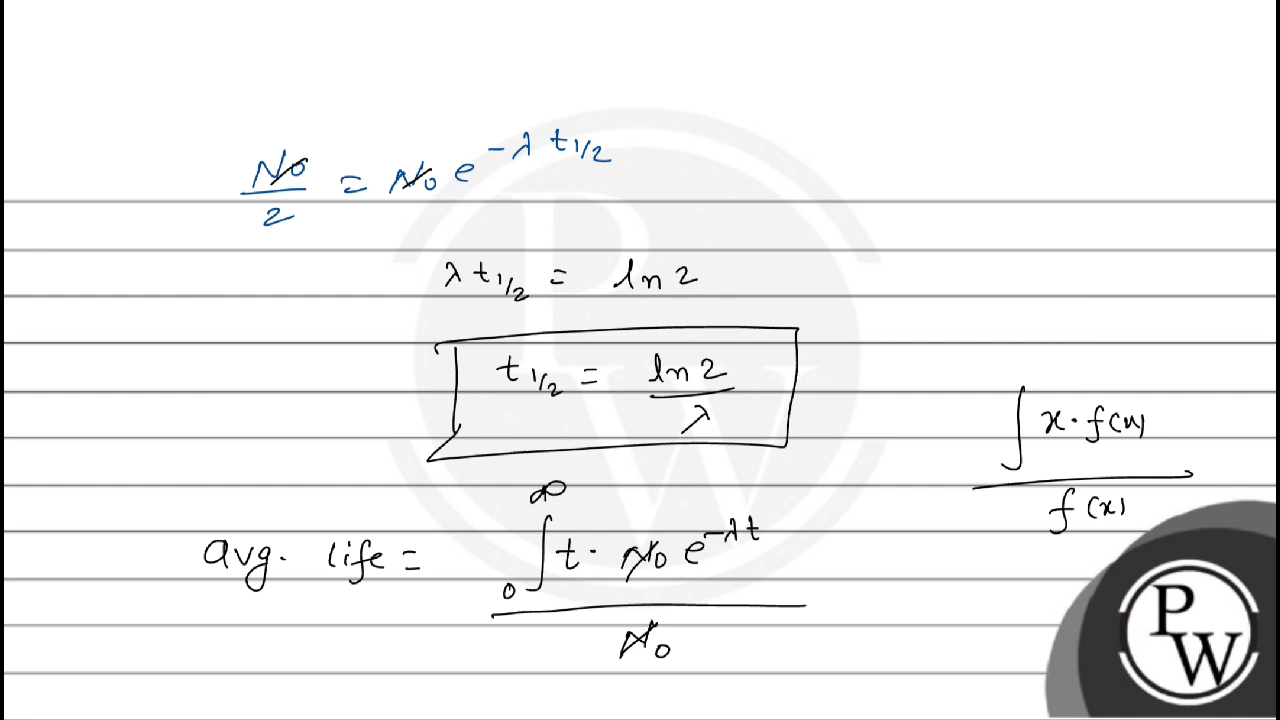 N₀/2 = N₀ e^(-λ t1/2)
λ t1/2 = ln 2
t1/2 = ln 2/λ
∫ x · f(x)
f(x)
avg. life = ∫₀^∞ t · N₀ e^(-λt) / N₀
PW